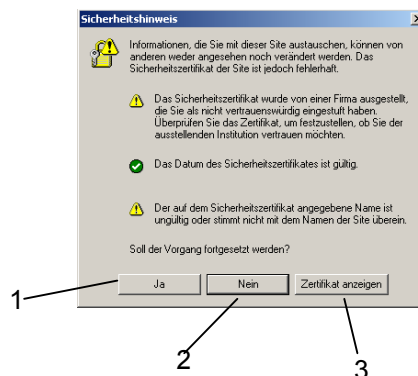 Sicherheitshinweis
Informationen, die Sie mit dieser Site austauschen, können von
anderen weder angesehen noch verändert werden. Das
Sicherheitszertifikat der Site ist jedoch fehlerhaft.
Das Sicherheitszertifikat wurde von einer Firma ausgestellt,
die Sie als nicht vertrauenswürdig eingestuft haben.
Überprüfen Sie das Zertifikat, um festzustellen, ob Sie der
ausstellenden Institution vertrauen möchten.
Das Datum des Sicherheitszertifikates ist gültig.
Der auf dem Sicherheitszertifikat angegebene Name ist
ungültig oder stimmt nicht mit dem Namen der Site überein.
Soll der Vorgang fortgesetzt werden?
Ja Nein Zertifikat anzeigen
1
2
3